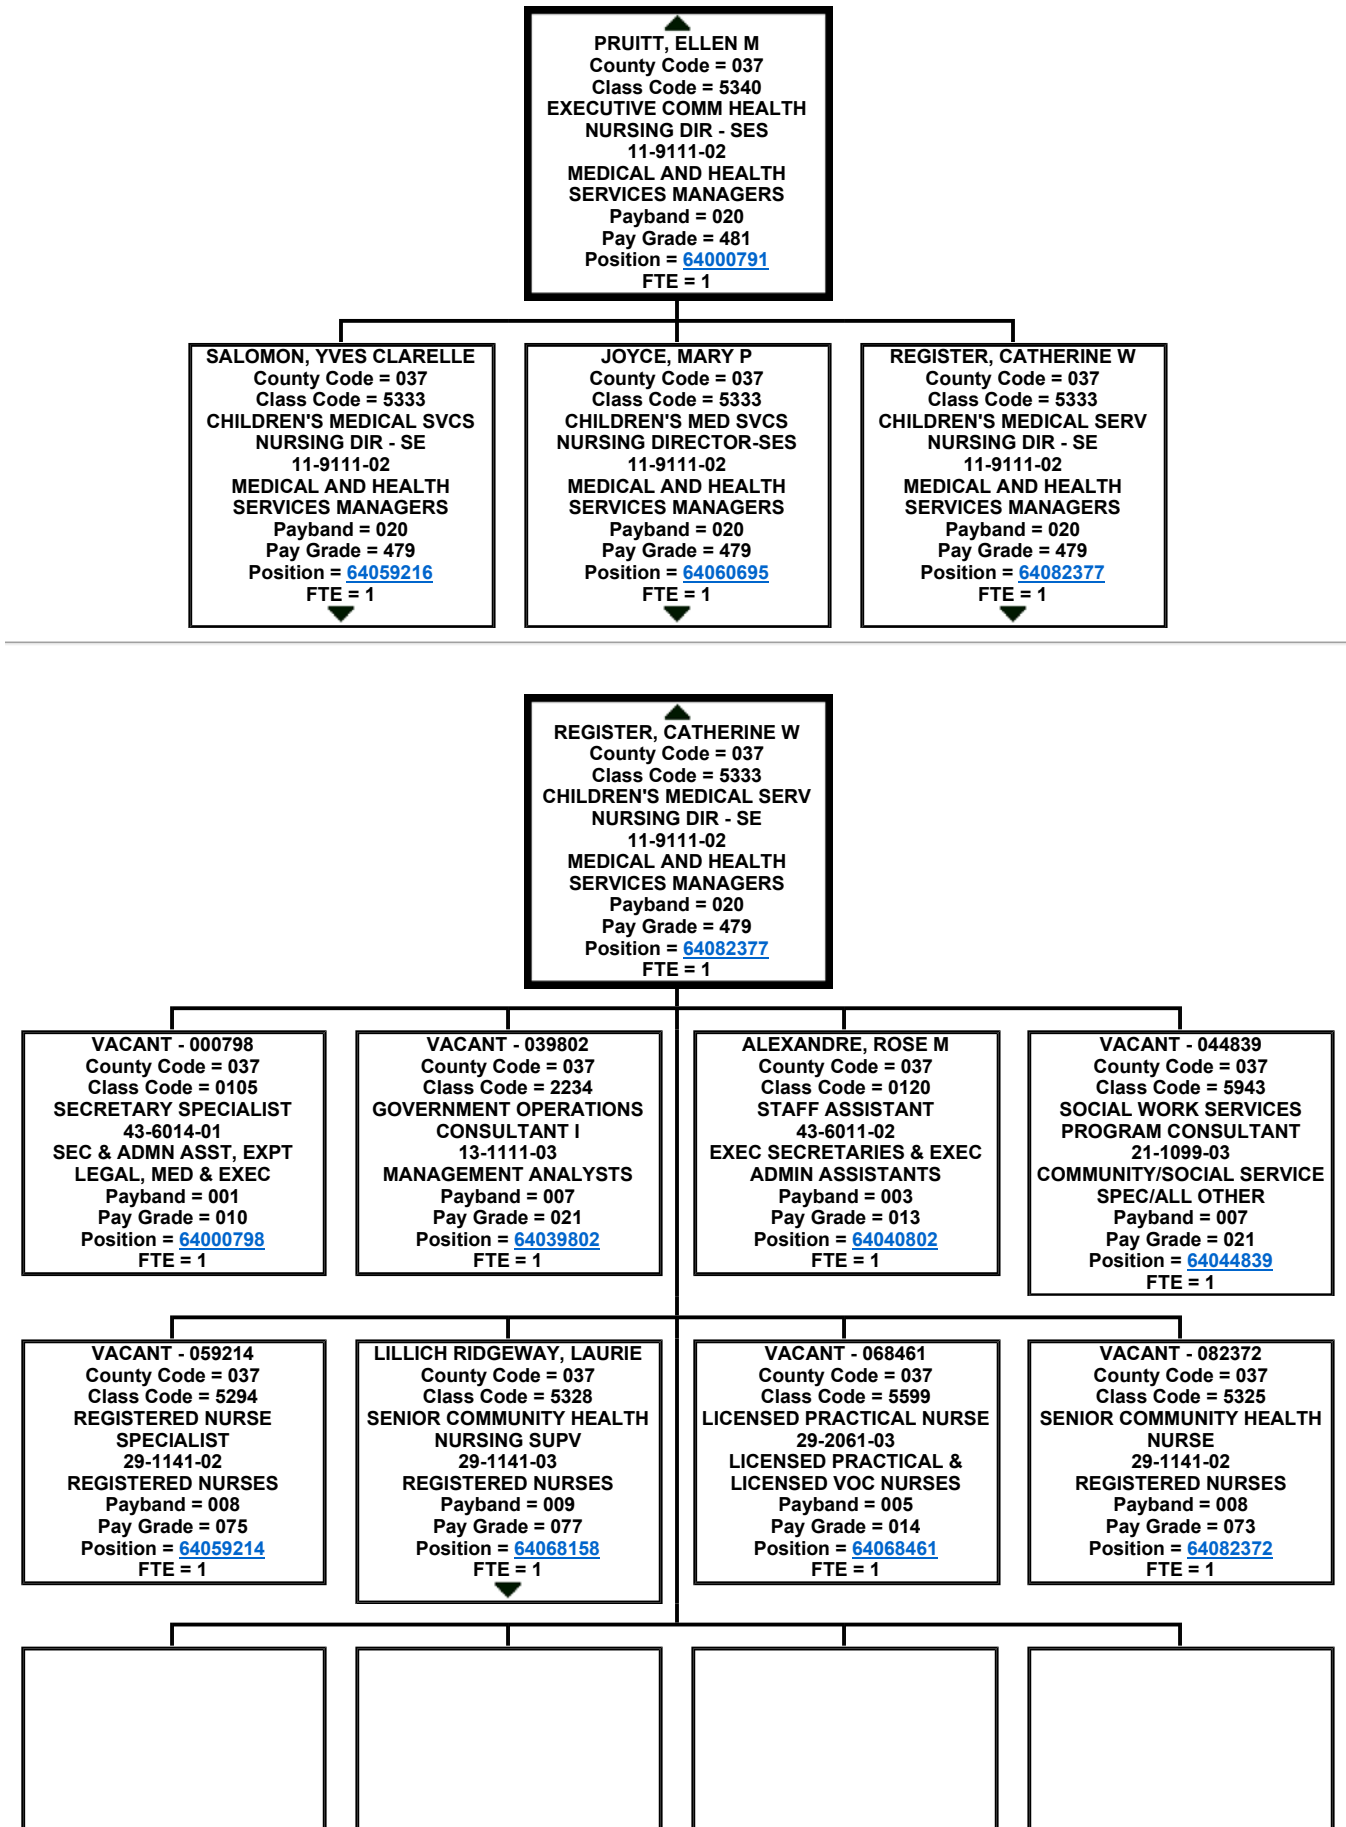 PRUITT, ELLEN M
County Code = 037
Class Code = 5340
EXECUTIVE COMM HEALTH
NURSING DIR - SES
11-9111-02
MEDICAL AND HEALTH
SERVICES MANAGERS
Payband = 020
Pay Grade = 481
Position = 64000791
FTE = 1
SALOMON, YVES CLARELLE
County Code = 037
Class Code = 5333
CHILDREN'S MEDICAL SVCS
NURSING DIR - SE
11-9111-02
MEDICAL AND HEALTH
SERVICES MANAGERS
Payband = 020
Pay Grade = 479
Position = 64059216
FTE = 1
JOYCE, MARY P
County Code = 037
Class Code = 5333
CHILDREN'S MED SVCS
NURSING DIRECTOR-SES
11-9111-02
MEDICAL AND HEALTH
SERVICES MANAGERS
Payband = 020
Pay Grade = 479
Position = 64060695
FTE = 1
REGISTER, CATHERINE W
County Code = 037
Class Code = 5333
CHILDREN'S MEDICAL SERV
NURSING DIR - SE
11-9111-02
MEDICAL AND HEALTH
SERVICES MANAGERS
Payband = 020
Pay Grade = 479
Position = 64082377
FTE = 1
REGISTER, CATHERINE W
County Code = 037
Class Code = 5333
CHILDREN'S MEDICAL SERV
NURSING DIR - SE
11-9111-02
MEDICAL AND HEALTH
SERVICES MANAGERS
Payband = 020
Pay Grade = 479
Position = 64082377
FTE = 1
VACANT - 000798
County Code = 037
Class Code = 0105
SECRETARY SPECIALIST
43-6014-01
SEC & ADMN ASST, EXPT
LEGAL, MED & EXEC
Payband = 001
Pay Grade = 010
Position = 64000798
FTE = 1
VACANT - 039802
County Code = 037
Class Code = 2234
GOVERNMENT OPERATIONS
CONSULTANT I
13-1111-03
MANAGEMENT ANALYSTS
Payband = 007
Pay Grade = 021
Position = 64039802
FTE = 1
ALEXANDRE, ROSE M
County Code = 037
Class Code = 0120
STAFF ASSISTANT
43-6011-02
EXEC SECRETARIES & EXEC
ADMIN ASSISTANTS
Payband = 003
Pay Grade = 013
Position = 64040802
FTE = 1
VACANT - 044839
County Code = 037
Class Code = 5943
SOCIAL WORK SERVICES
PROGRAM CONSULTANT
21-1099-03
COMMUNITY/SOCIAL SERVICE
SPEC/ALL OTHER
Payband = 007
Pay Grade = 021
Position = 64044839
FTE = 1
VACANT - 059214
County Code = 037
Class Code = 5294
REGISTERED NURSE
SPECIALIST
29-1141-02
REGISTERED NURSES
Payband = 008
Pay Grade = 075
Position = 64059214
FTE = 1
LILLICH RIDGEWAY, LAURIE
County Code = 037
Class Code = 5328
SENIOR COMMUNITY HEALTH
NURSING SUPV
29-1141-03
REGISTERED NURSES
Payband = 009
Pay Grade = 077
Position = 64068158
FTE = 1
VACANT - 068461
County Code = 037
Class Code = 5599
LICENSED PRACTICAL NURSE
29-2061-03
LICENSED PRACTICAL &
LICENSED VOC NURSES
Payband = 005
Pay Grade = 014
Position = 64068461
FTE = 1
VACANT - 082372
County Code = 037
Class Code = 5325
SENIOR COMMUNITY HEALTH
NURSE
29-1141-02
REGISTERED NURSES
Payband = 008
Pay Grade = 073
Position = 64082372
FTE = 1